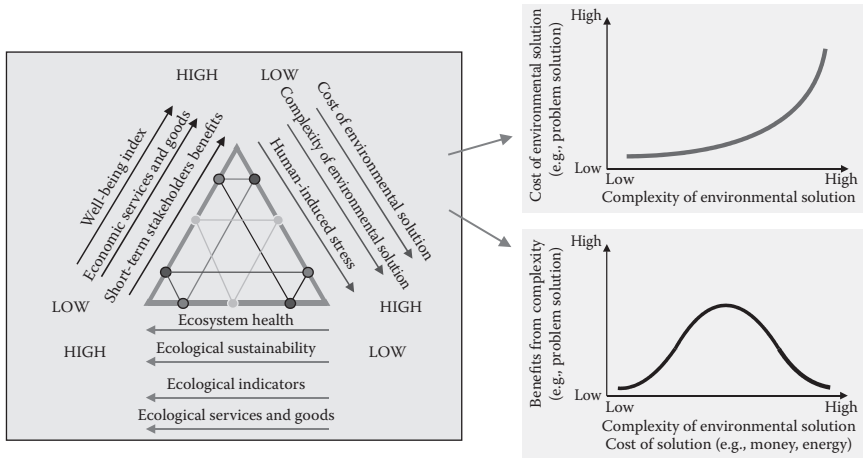 HIGH
LOW
Well-being index
Economic services and goods
Short-term stakeholders benefits
Cost of environmental solution
Complexity of environmental solution
Human-induced stress
LOW
HIGH
Ecosystem health
HIGH
Ecological sustainability
LOW
Ecological indicators
Ecological services and goods
Cost of environmental solution
(e.g., problem solution)
High
Low
Low
High
Complexity of environmental solution
Benefits from complexity
(e.g., problem solution)
High
Low
Low
High
Complexity of environmental solution
Cost of solution (e.g., money, energy)